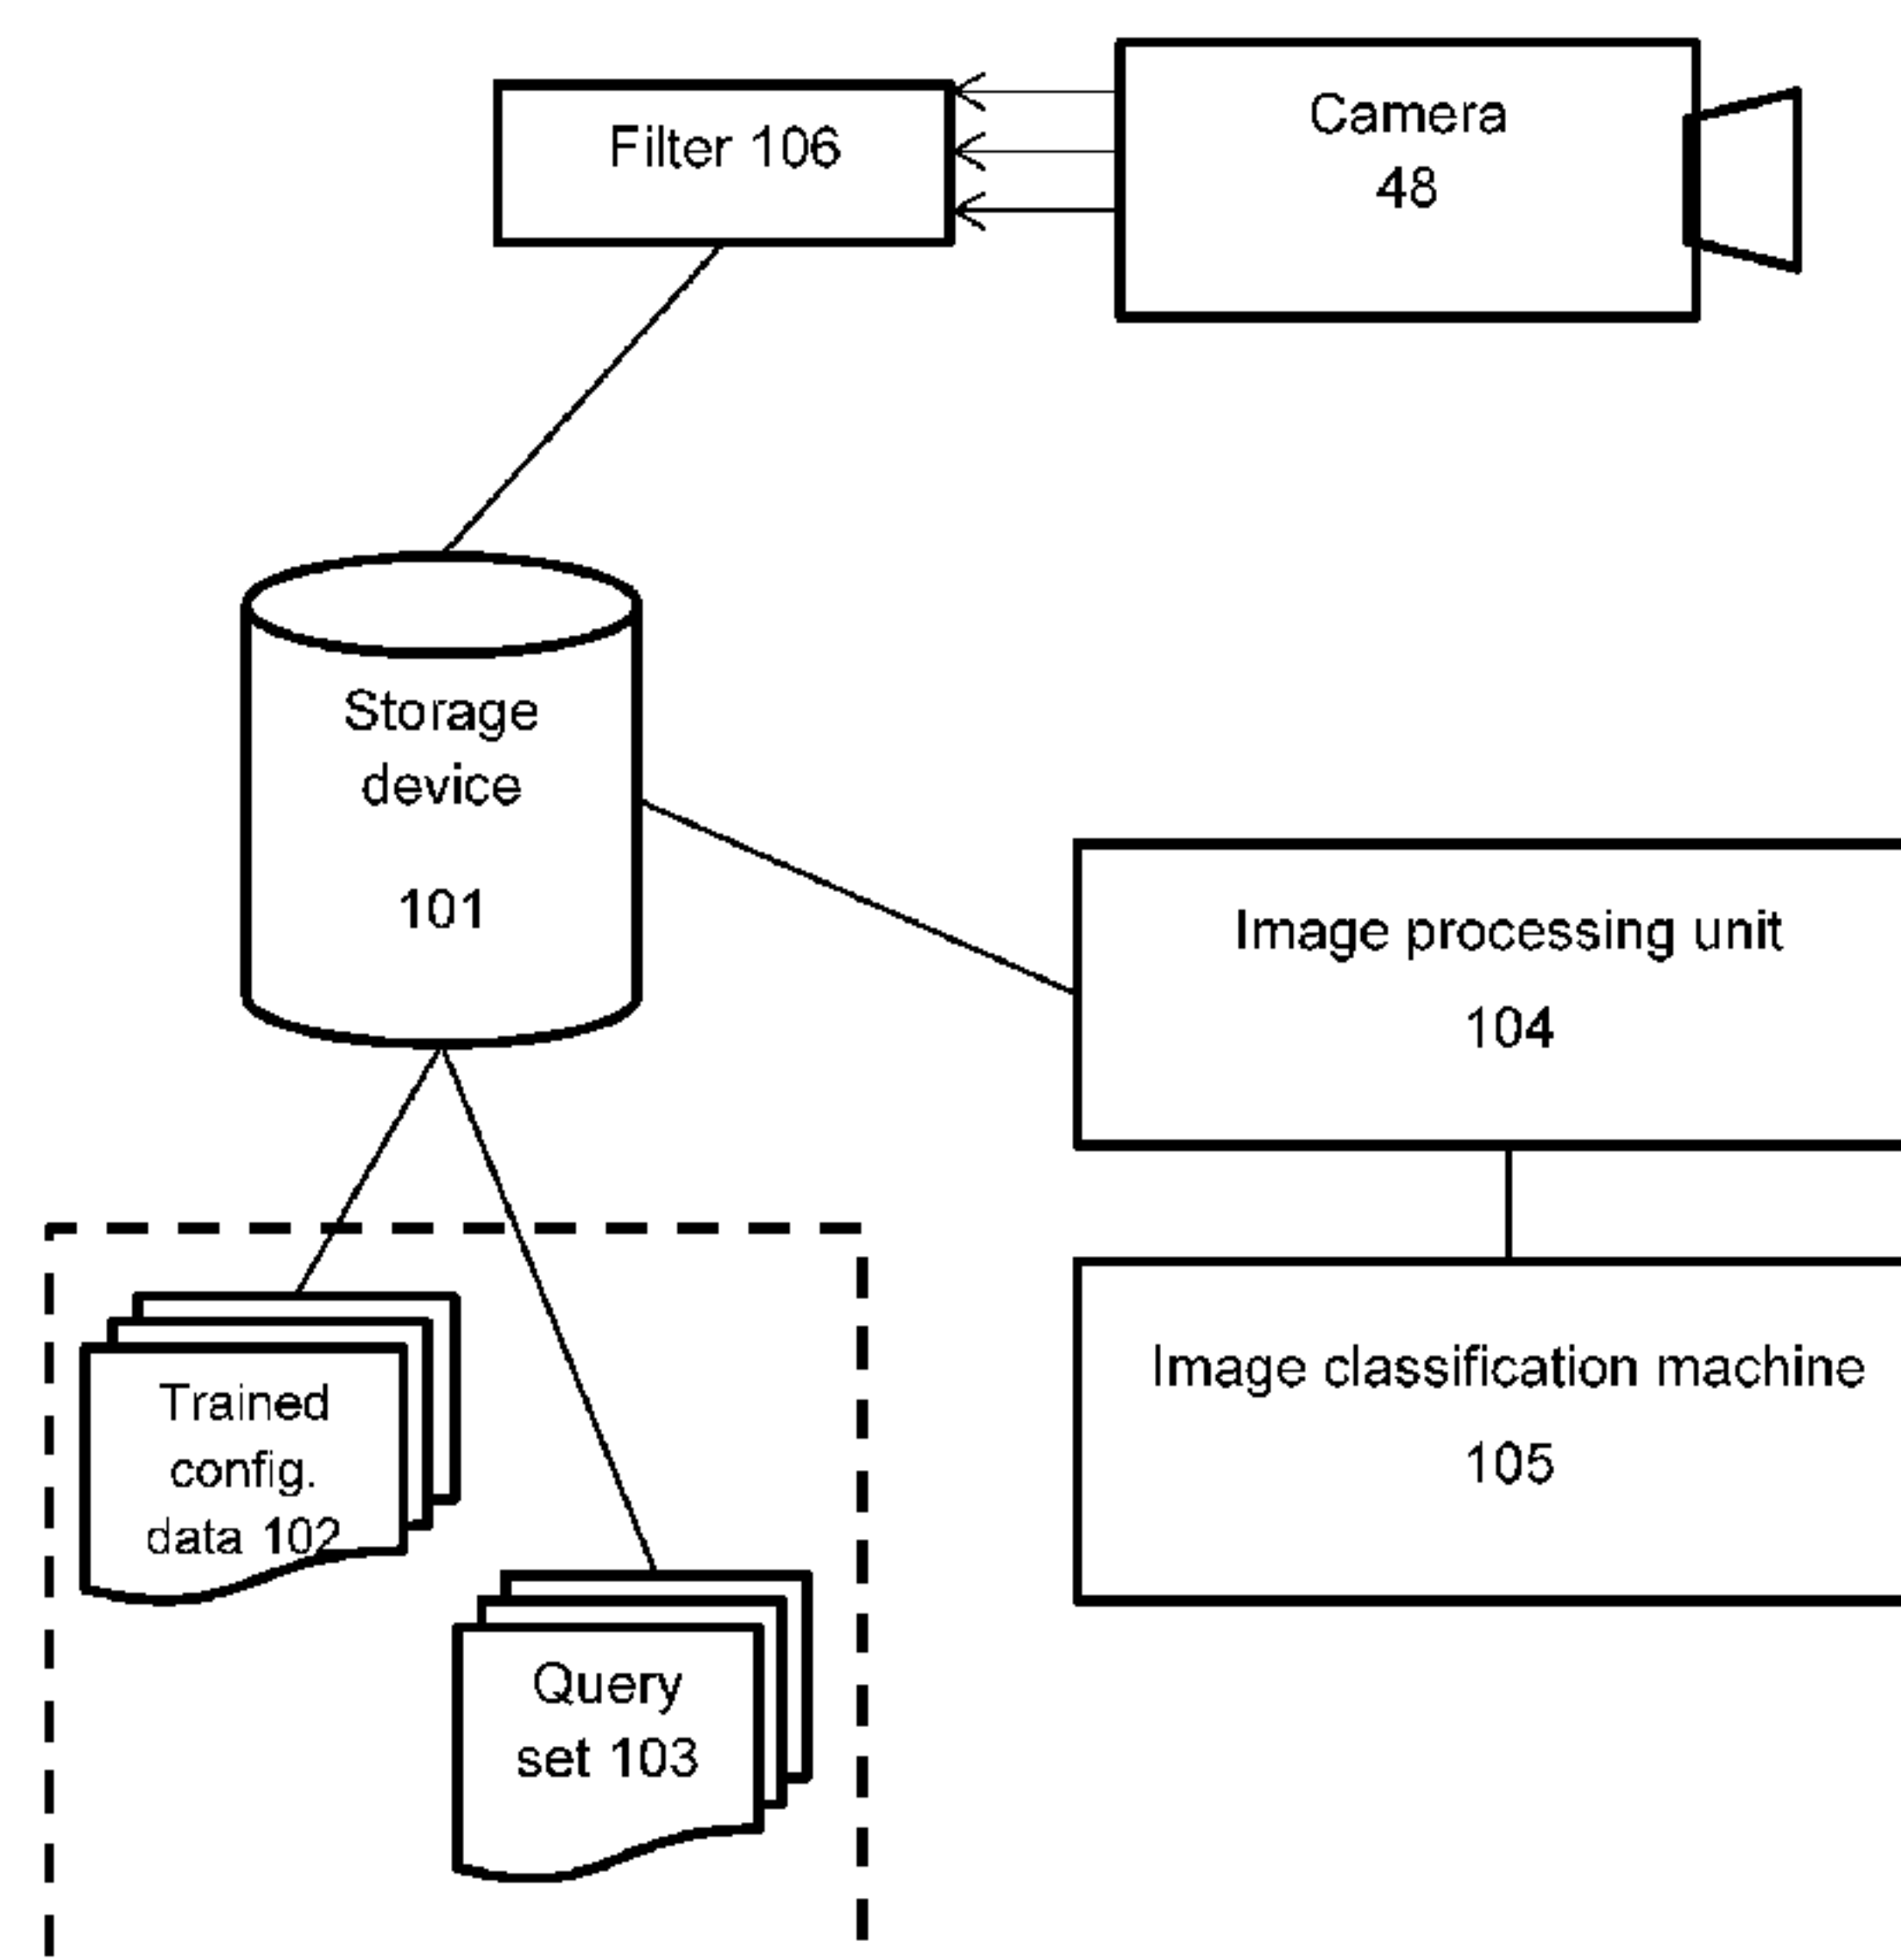 Filter 106
Camera
48
Storage
device
101
Image processing unit
104
Image classification machine
105
Trained
config.
data 102
Query
set 103